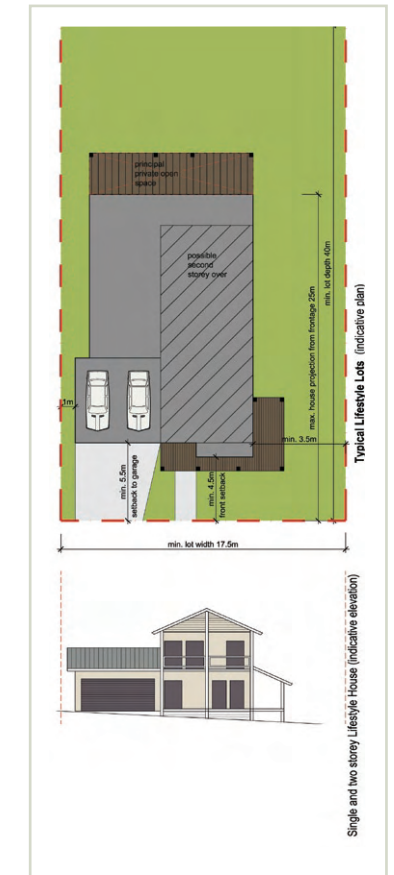 principal
private open
space
possible
second
storey over
1m
min. 5.5m
setback to garage
min. 4.5m
front setback
min. 3.5m
max. house projection from frontage 25m
min. lot depth 40m
Typical Lifestyle Lots (indicative plan)
min. lot width 17.5m
Single and two storey Lifestyle House (indicative elevation)